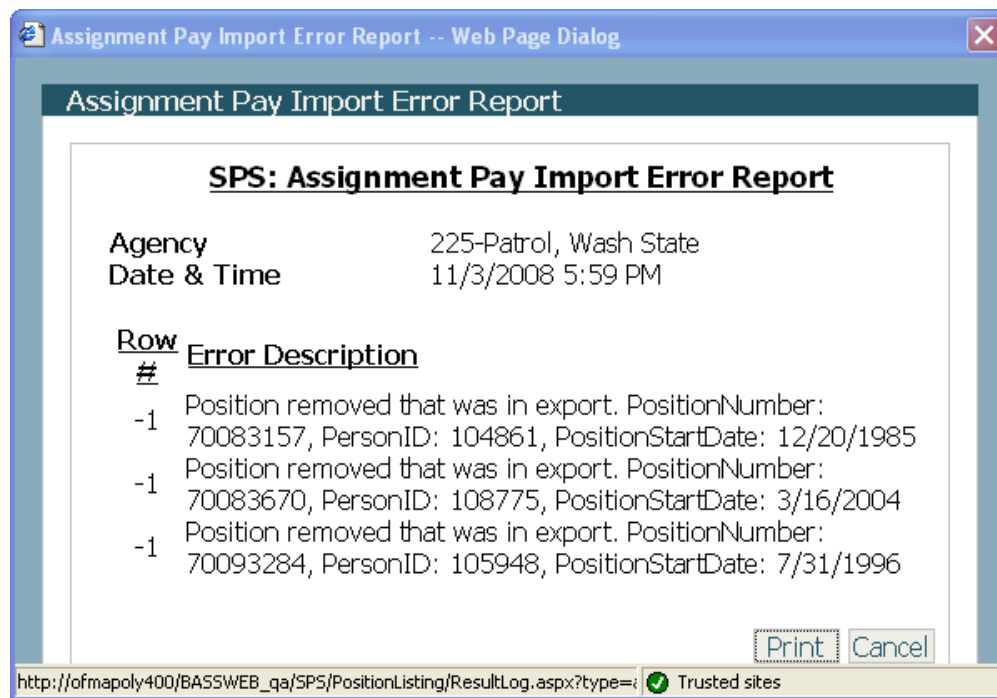 Assignment Pay Import Error Report -- Web Page Dialog
Assignment Pay Import Error Report
SPS: Assignment Pay Import Error Report
Agency 225-Patrol, Wash State
Date & Time 11/3/2008 5:59 PM
Row # Error Description
-1 Position removed that was in export. PositionNumber:
70083157, PersonID: 104861, PositionStartDate: 12/20/1985
-1 Position removed that was in export. PositionNumber:
70083670, PersonID: 108775, PositionStartDate: 3/16/2004
-1 Position removed that was in export. PositionNumber:
70093284, PersonID: 105948, PositionStartDate: 7/31/1996
Print Cancel
http://ofmapoly400/BASSWEB_qa/SPS/PositionListing/ResultLog.aspx?type= Trusted sites